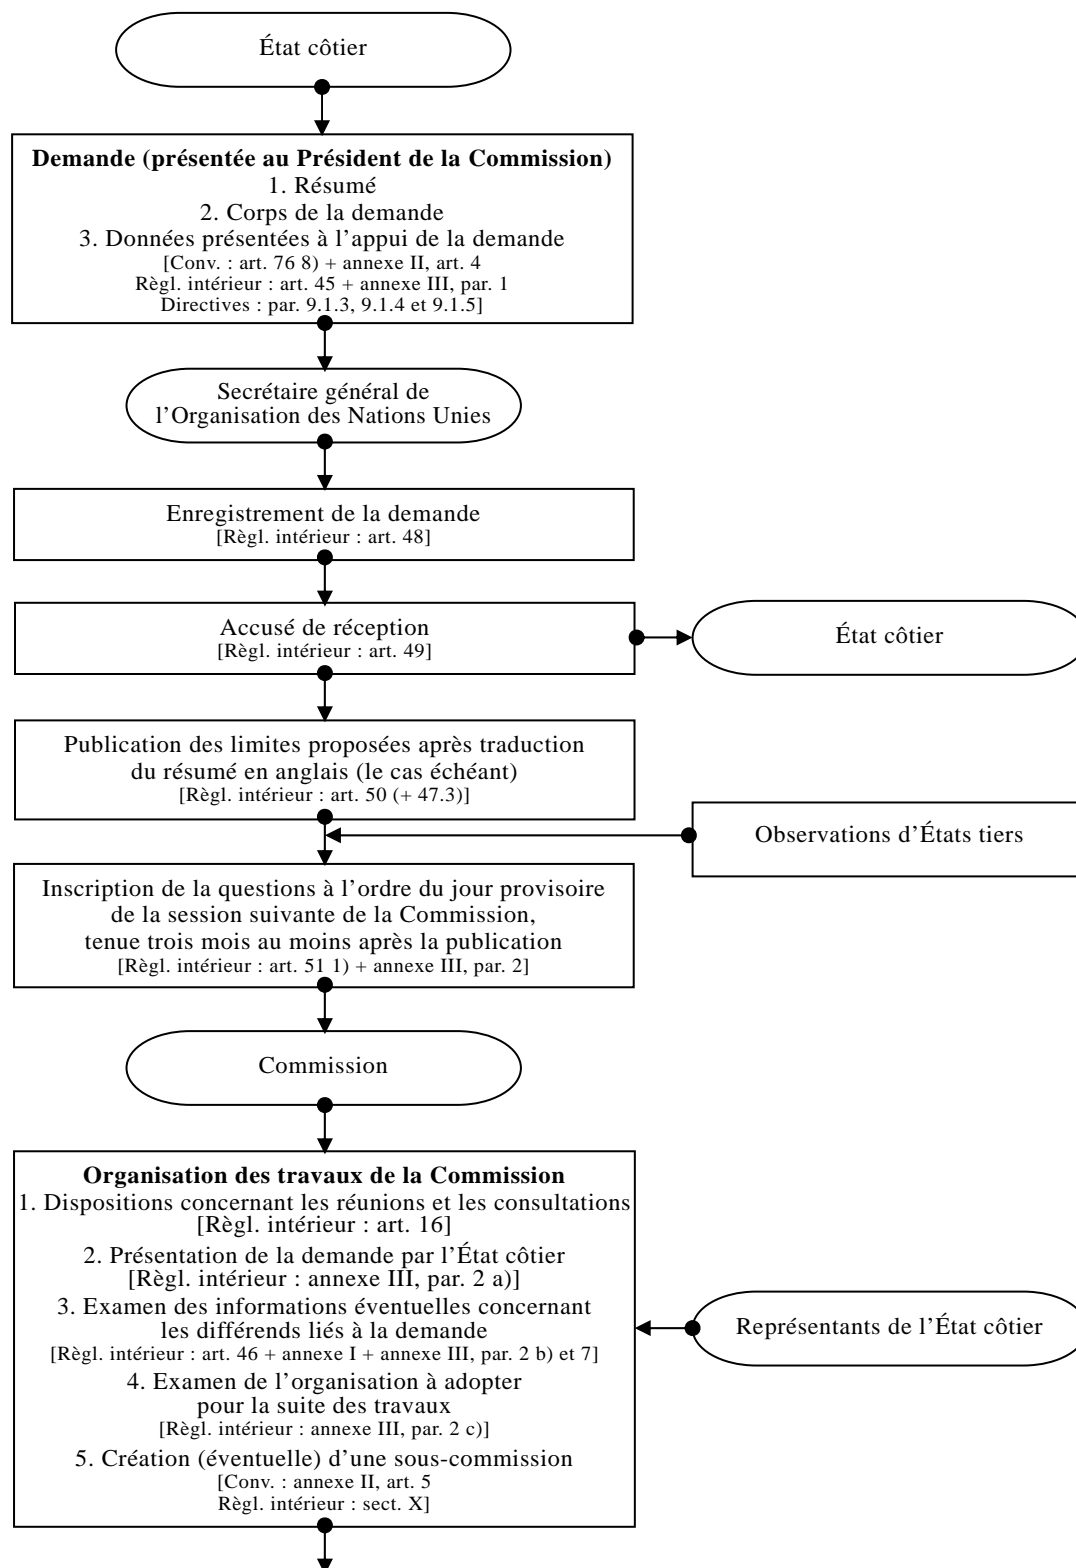 État côtier
Demande (présentée au Président de la Commission)
1. Résumé
2. Corps de la demande
3. Données présentées à l’appui de la demande
[Conv. : art. 76 8) + annexe II, art. 4
Règl. intérieur : art. 45 + annexe III, par. 1
Directives : par. 9.1.3, 9.1.4 et 9.1.5]
Secrétaire général de
l’Organisation des Nations Unies
Enregistrement de la demande
[Règl. intérieur : art. 48]
Accusé de réception
[Règl. intérieur : art. 49]
État côtier
Publication des limites proposées après traduction
du résumé en anglais (le cas échéant)
[Règl. intérieur : art. 50 (+ 47.3)]
Observations d’États tiers
Inscription de la questions à l’ordre du jour provisoire
de la session suivante de la Commission,
tenue trois mois au moins après la publication
[Règl. intérieur : art. 51 1) + annexe III, par. 2]
Commission
Organisation des travaux de la Commission
1. Dispositions concernant les réunions et les consultations
[Règl. intérieur : art. 16]
2. Présentation de la demande par l’État côtier
[Règl. intérieur : annexe III, par. 2 a)]
3. Examen des informations éventuelles concernant
les différends liés à la demande
[Règl. intérieur : art. 46 + annexe I + annexe III, par. 2 b) et 7]
4. Examen de l’organisation à adopter
pour la suite des travaux
[Règl. intérieur : annexe III, par. 2 c)]
5. Création (éventuelle) d’une sous-commission
[Conv. : annexe II, art. 5
Règl. intérieur : sect. X]
Représentants de l’État côtier